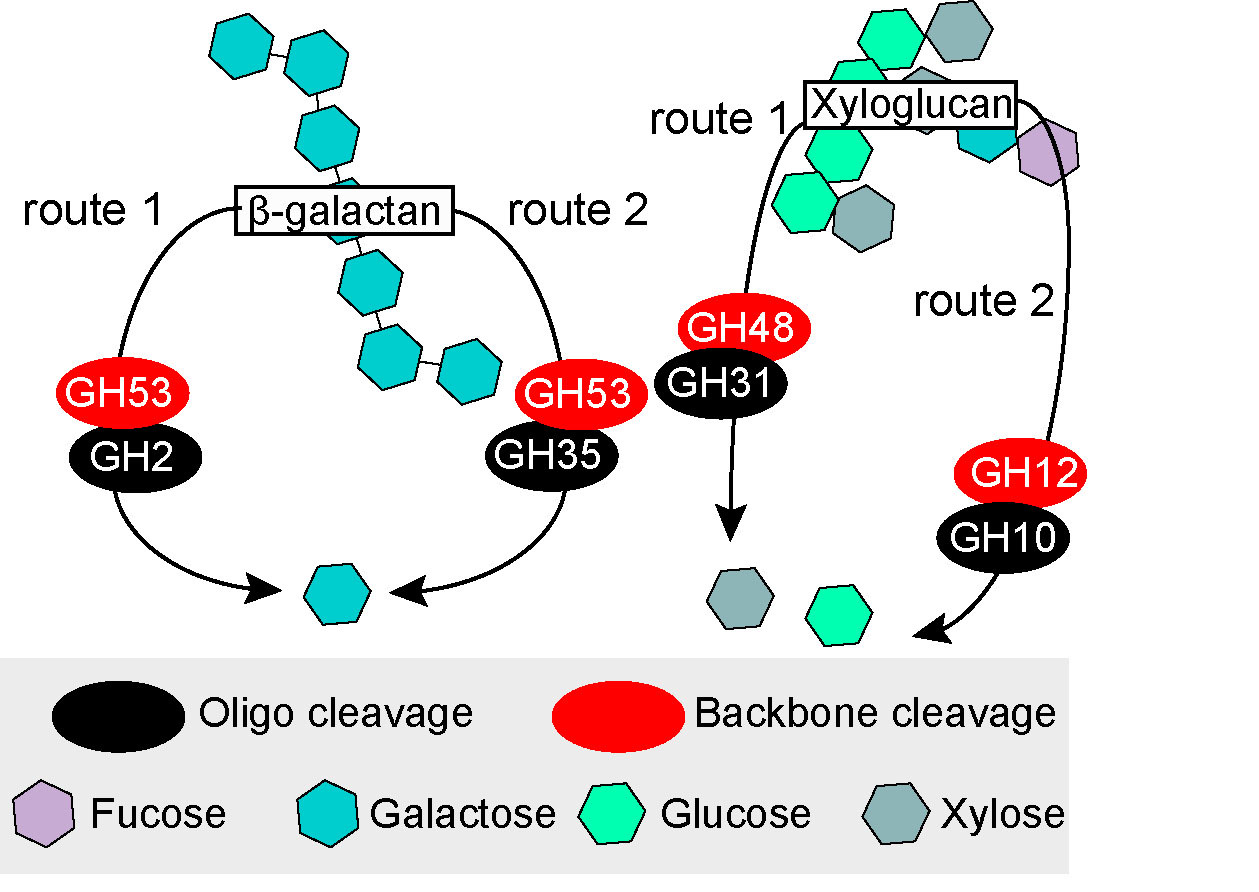 route 1
β-galactan
route 2
GH53
GH2
GH53
GH35
route 1
Xyloglucan
route 2
GH48
GH31
GH12
GH10
Oligo cleavage
Backbone cleavage
Fucose
Galactose
Glucose
Xylose